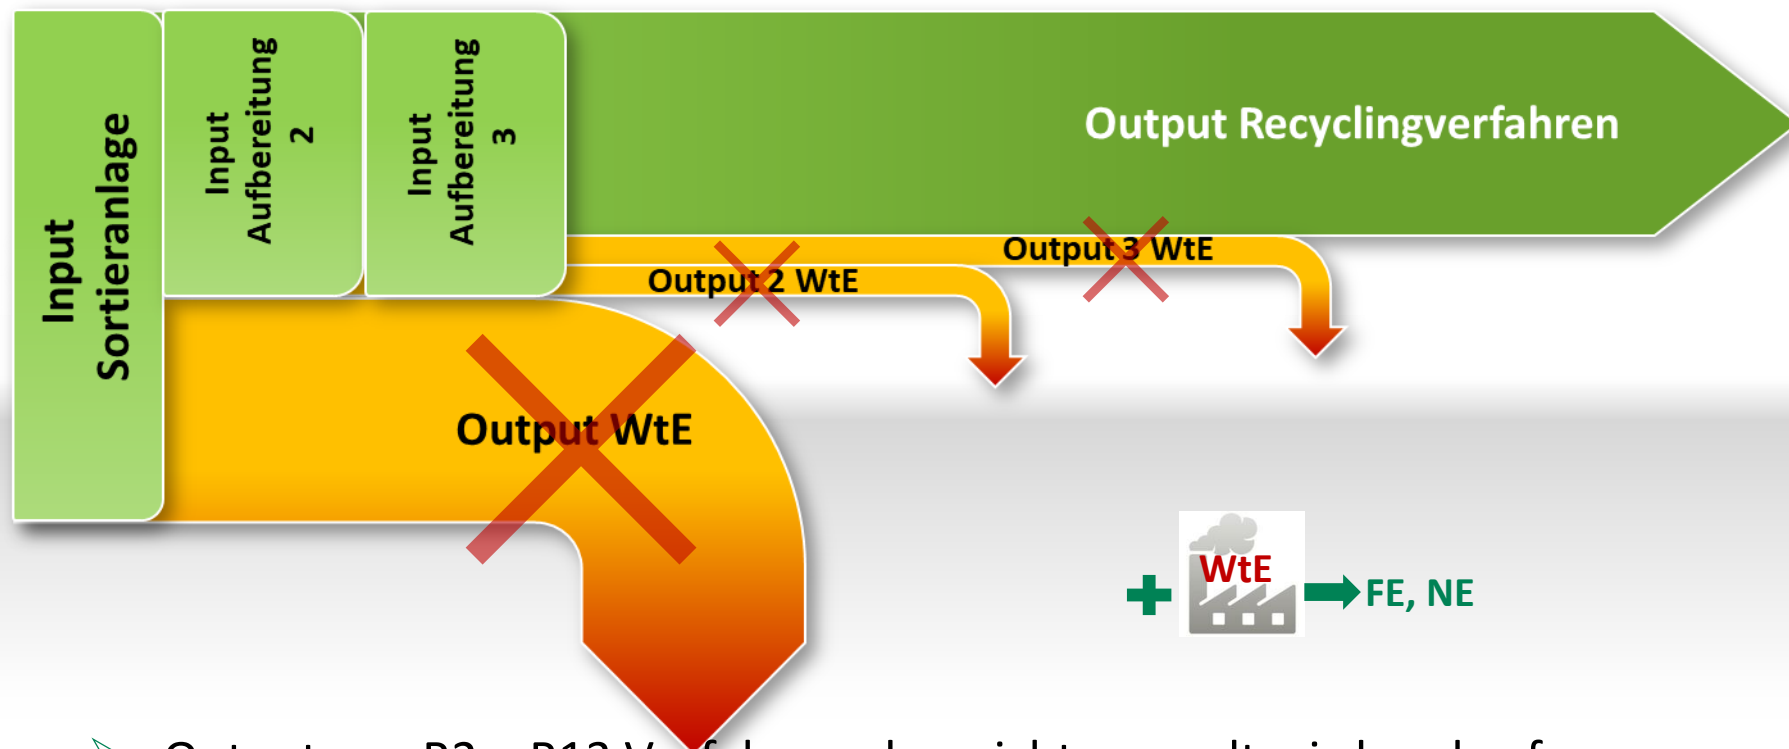 Input
Sortieranlage
Input
Aufbereitung
2
Input
Aufbereitung
3
Output Recyclingverfahren
Output 3 WtE
Output 2 WtE
Output WtE
WtE
FE, NE